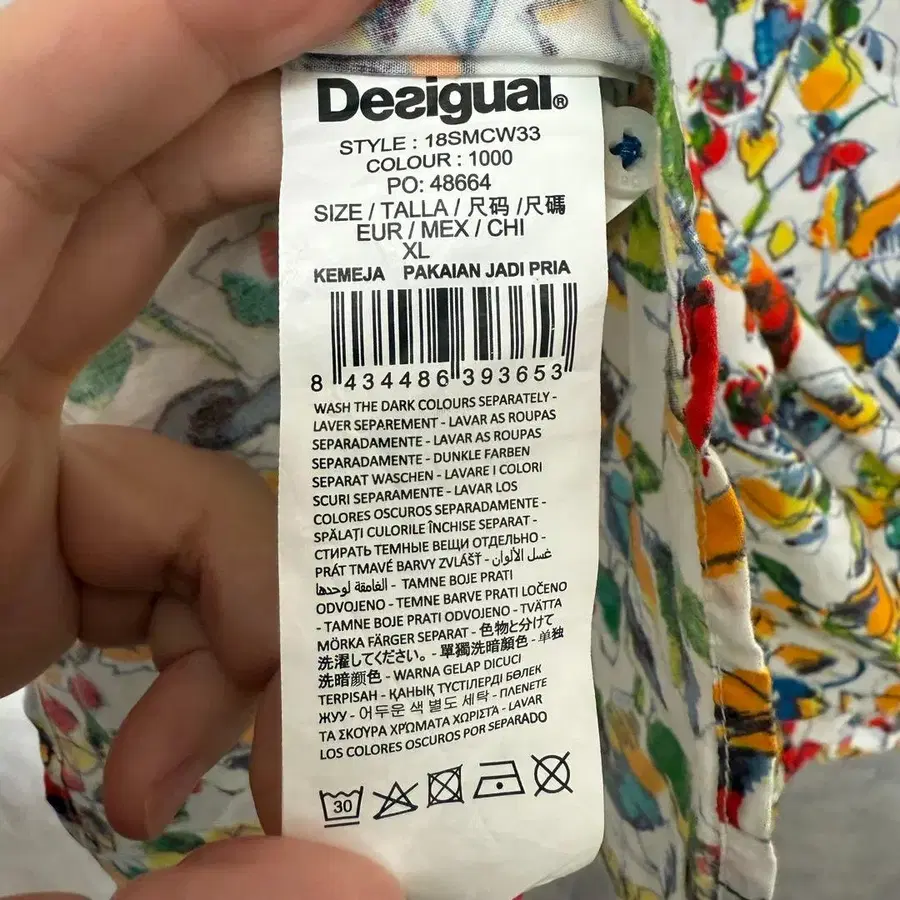 Desigual®
STYLE : 18SMCW33
COLOUR : 1000
PO: 48664
SIZE / TALLA / 尺码 /尺碼
EUR / MEX / CHI
XL
KEMEJA PAKAIAN JADI PRIA
8 434486 393653
WASH THE DARK COLOURS SEPARATELY -
LAVER SEPAREMENT - LAVAR AS ROUPAS
SEPARADAMENTE - LAVAR AS ROUPAS
SEPARADAMENTE - DUNKLE FARBEN
SEPARAT WASCHEN - LAVARE I COLORI
SCURI SEPARAMENTE - LAVAR LOS
COLORES OSCUROS SEPARADAMENTE -
SPĂLAȚI CULORILE ÎNCHISE SEPARAT -
СТИРАТЬ ТЕМНЫЕ ВЕЩИ ОТДЕЛЬНО -
PRÁT TMAVÉ BARVY ZVLÁŠŤ - غسل الألوان
الغامقة لوحدها - TAMNE BOJE PRATI
ODVOJENO - TEMNE BARVE PRATI LOČENO
- TAMNE BOJE PRATI ODVOJENO - TVÄTTA
MÖRKA FÄRGER SEPARAT - 色物と分けて
洗濯してください。- 單獨洗暗顏色 - 单独
洗暗颜色 - WARNA GELAP DICUCI
TERPISAH - ҚАНЫҚ ТҮСТІЛЕРДІ БӨЛЕК
ЖУУ - 어두운 색 별도 세탁 - ΠΛΕΝΕΤΕ
ΤΑ ΣΚΟΥΡΑ ΧΡΏΜΑΤΑ ΧΩΡΙΣΤΆ - LAVAR
LOS COLORES OSCUROS POR SEPARADO
30